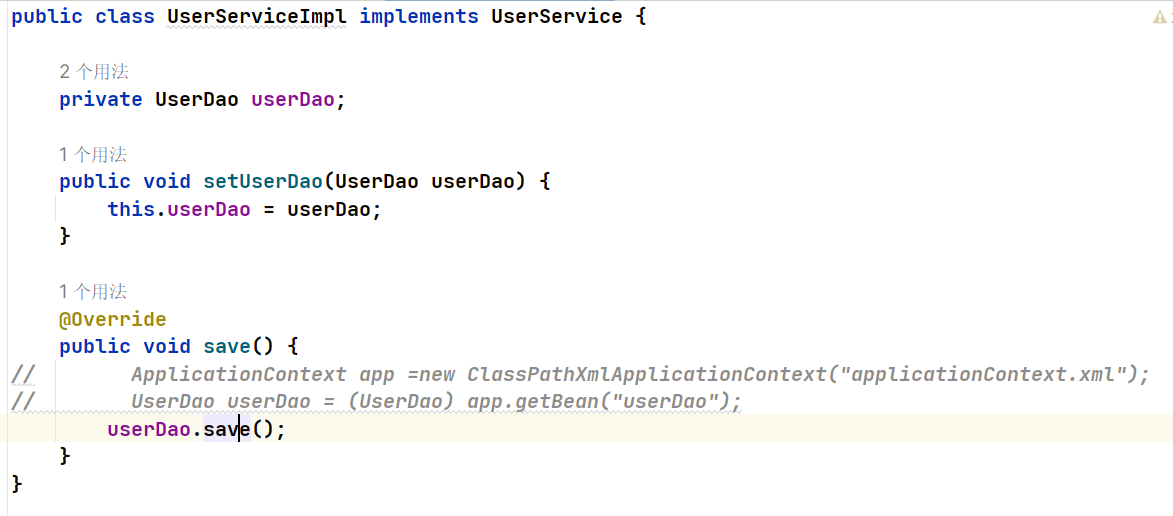 public class UserServiceImpl implements UserService {
2 个用法
private UserDao userDao;
1 个用法
public void setUserDao(UserDao userDao) {
this.userDao = userDao;
}
1 个用法
@Override
public void save() {
//        ApplicationContext app =new ClassPathXmlApplicationContext("applicationContext.xml");
//        UserDao userDao = (UserDao) app.getBean("userDao");
userDao.save();
}
}